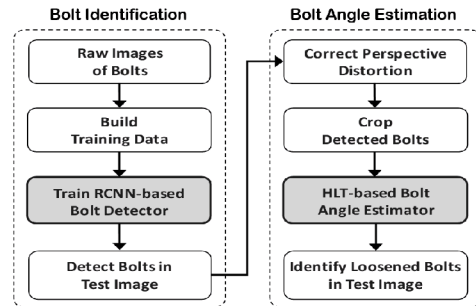 Bolt Identification
Raw Images
of Bolts
Build
Training Data
Train RCNN-based
Bolt Detector
Detect Bolts in
Test Image
Bolt Angle Estimation
Correct Perspective
Distortion
Crop
Detected Bolts
HLT-based Bolt
Angle Estimator
Identify Loosened Bolts
in Test Image